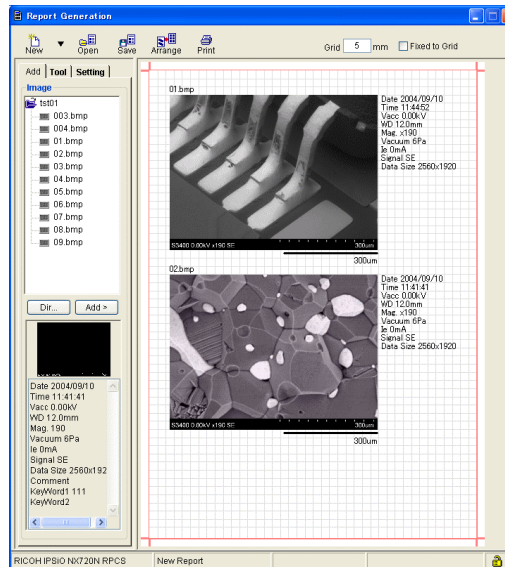 Report Generation
New
Open
Save
Arrange
Print
Grid 5 mm Fixed to Grid
Add Tool Setting
Image
tst01
003.bmp
004.bmp
01.bmp
02.bmp
03.bmp
04.bmp
05.bmp
06.bmp
07.bmp
08.bmp
09.bmp
Dir... Add >
Date 2004/09/10
Time 11:41:41
Vacc 0.00kV
WD 12.0mm
Mag. 190
Vacuum 6Pa
Ie 0mA
Signal SE
Data Size 2560x192
Comment
KeyWord1 111
KeyWord2
01.bmp
Date 2004/09/10
Time 11:44:52
Vacc 0.00kV
WD 12.0mm
Mag. x190
Vacuum 6Pa
Ie 0mA
Signal SE
Data Size 2560x1920
S3400 0.00kV x190 SE 300um
300um
02.bmp
Date 2004/09/10
Time 11:41:41
Vacc 0.00kV
WD 12.0mm
Mag. x190
Vacuum 6Pa
Ie 0mA
Signal SE
Data Size 2560x1920
S3400 0.00kV x190 SE 300um
300um
RICOH IPSiO NX720N RPCS New Report